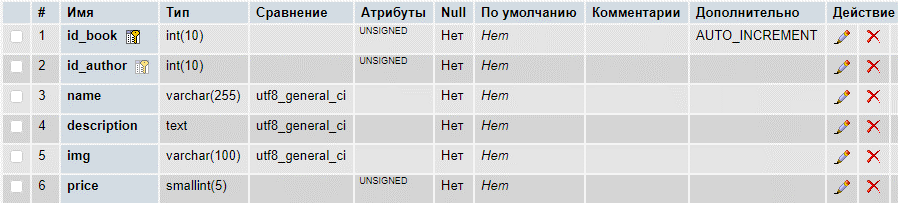 # Имя Тип Сравнение Атрибуты Null По умолчанию Комментарии Дополнительно Действие
1 id_book int(10) UNSIGNED Нет Нет AUTO_INCREMENT
2 id_author int(10) UNSIGNED Нет Нет
3 name varchar(255) utf8_general_ci Нет Нет
4 description text utf8_general_ci Нет Нет
5 img varchar(100) utf8_general_ci Нет Нет
6 price smallint(5) UNSIGNED Нет Нет